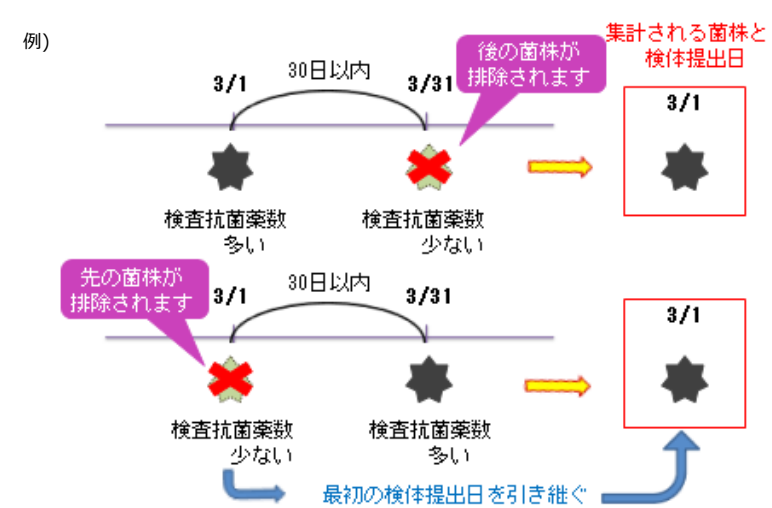 例)
集計される菌株と
検体提出日
後の菌株が
排除されます
30日以内
3/1
3/31
3/1
検査抗菌薬数
多い
検査抗菌薬数
少ない
先の菌株が
排除されます
30日以内
3/1
3/31
3/1
検査抗菌薬数
少ない
検査抗菌薬数
多い
最初の検体提出日を引き継ぐ